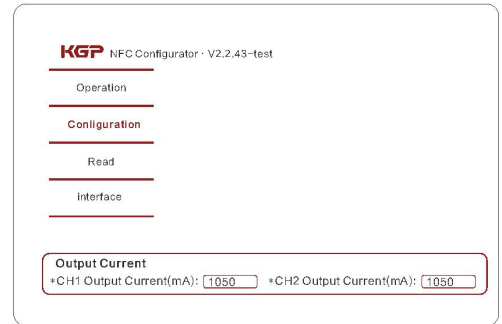 KGP NFC Configurator · V2.2.43-test
Operation
Conliguration
Read
interface
Output Current
*CH1 Output Current(mA): 1050 *CH2 Output Current(mA): 1050